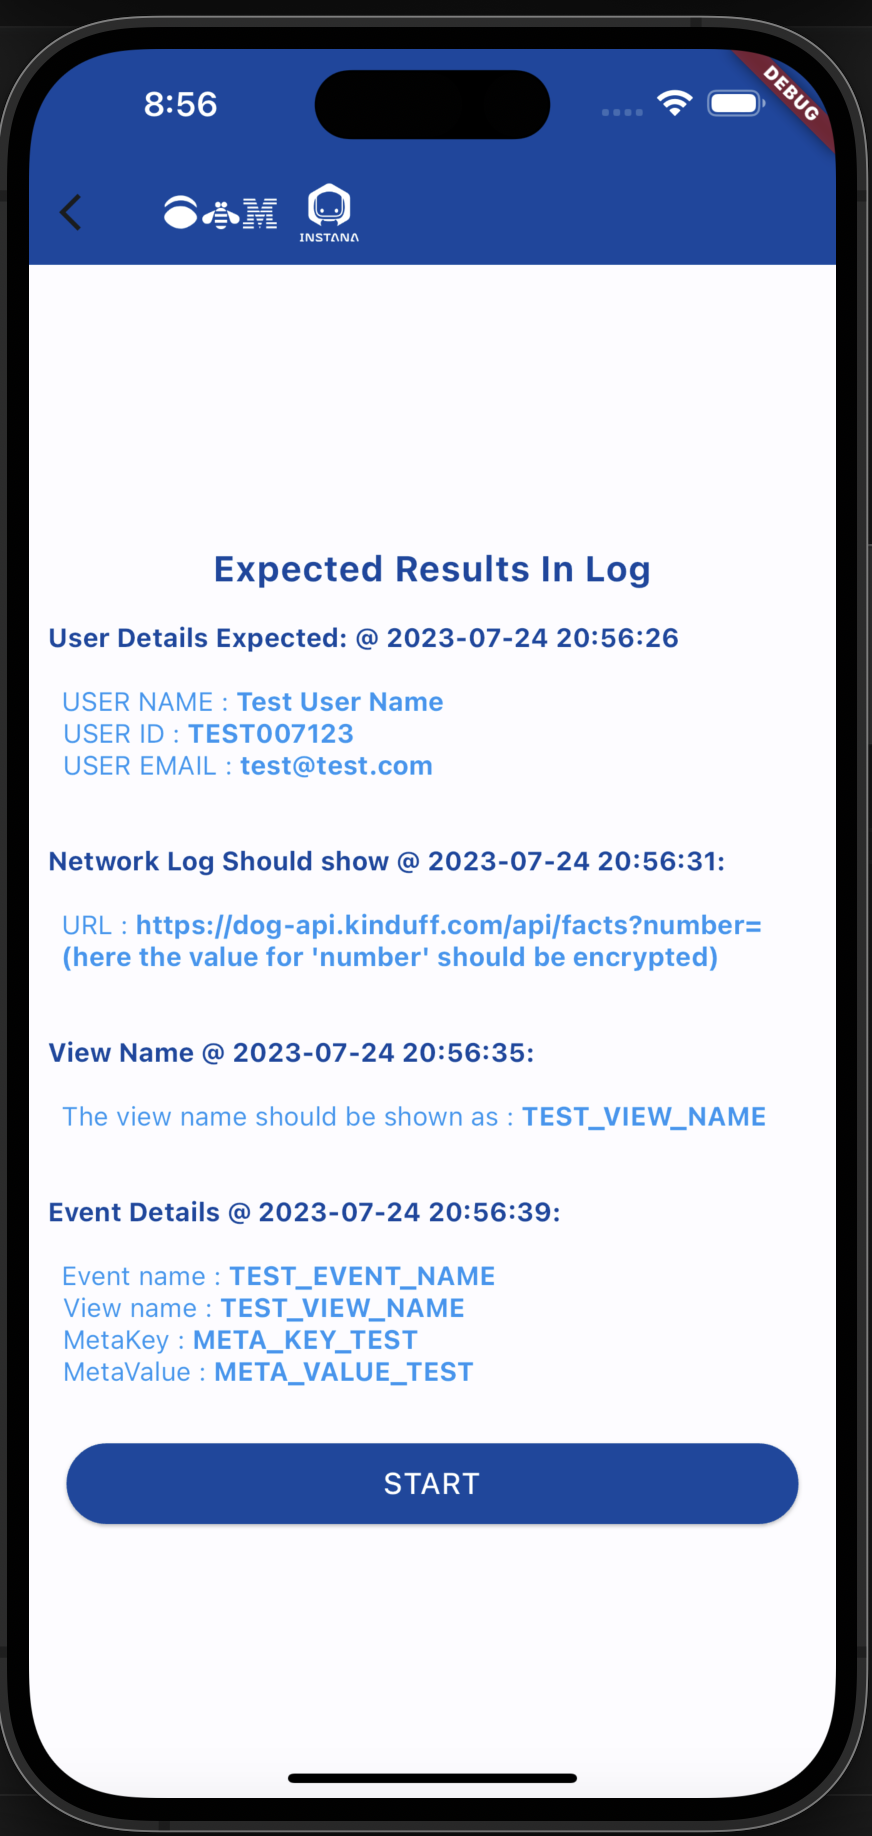 8:56
DEBUG
INSTANA
Expected Results In Log
User Details Expected: @ 2023-07-24 20:56:26
USER NAME : Test User Name
USER ID : TEST007123
USER EMAIL : test@test.com
Network Log Should show @ 2023-07-24 20:56:31:
URL : https://dog-api.kinduff.com/api/facts?number=
(here the value for 'number' should be encrypted)
View Name @ 2023-07-24 20:56:35:
The view name should be shown as : TEST_VIEW_NAME
Event Details @ 2023-07-24 20:56:39:
Event name : TEST_EVENT_NAME
View name : TEST_VIEW_NAME
MetaKey : META_KEY_TEST
MetaValue : META_VALUE_TEST
START